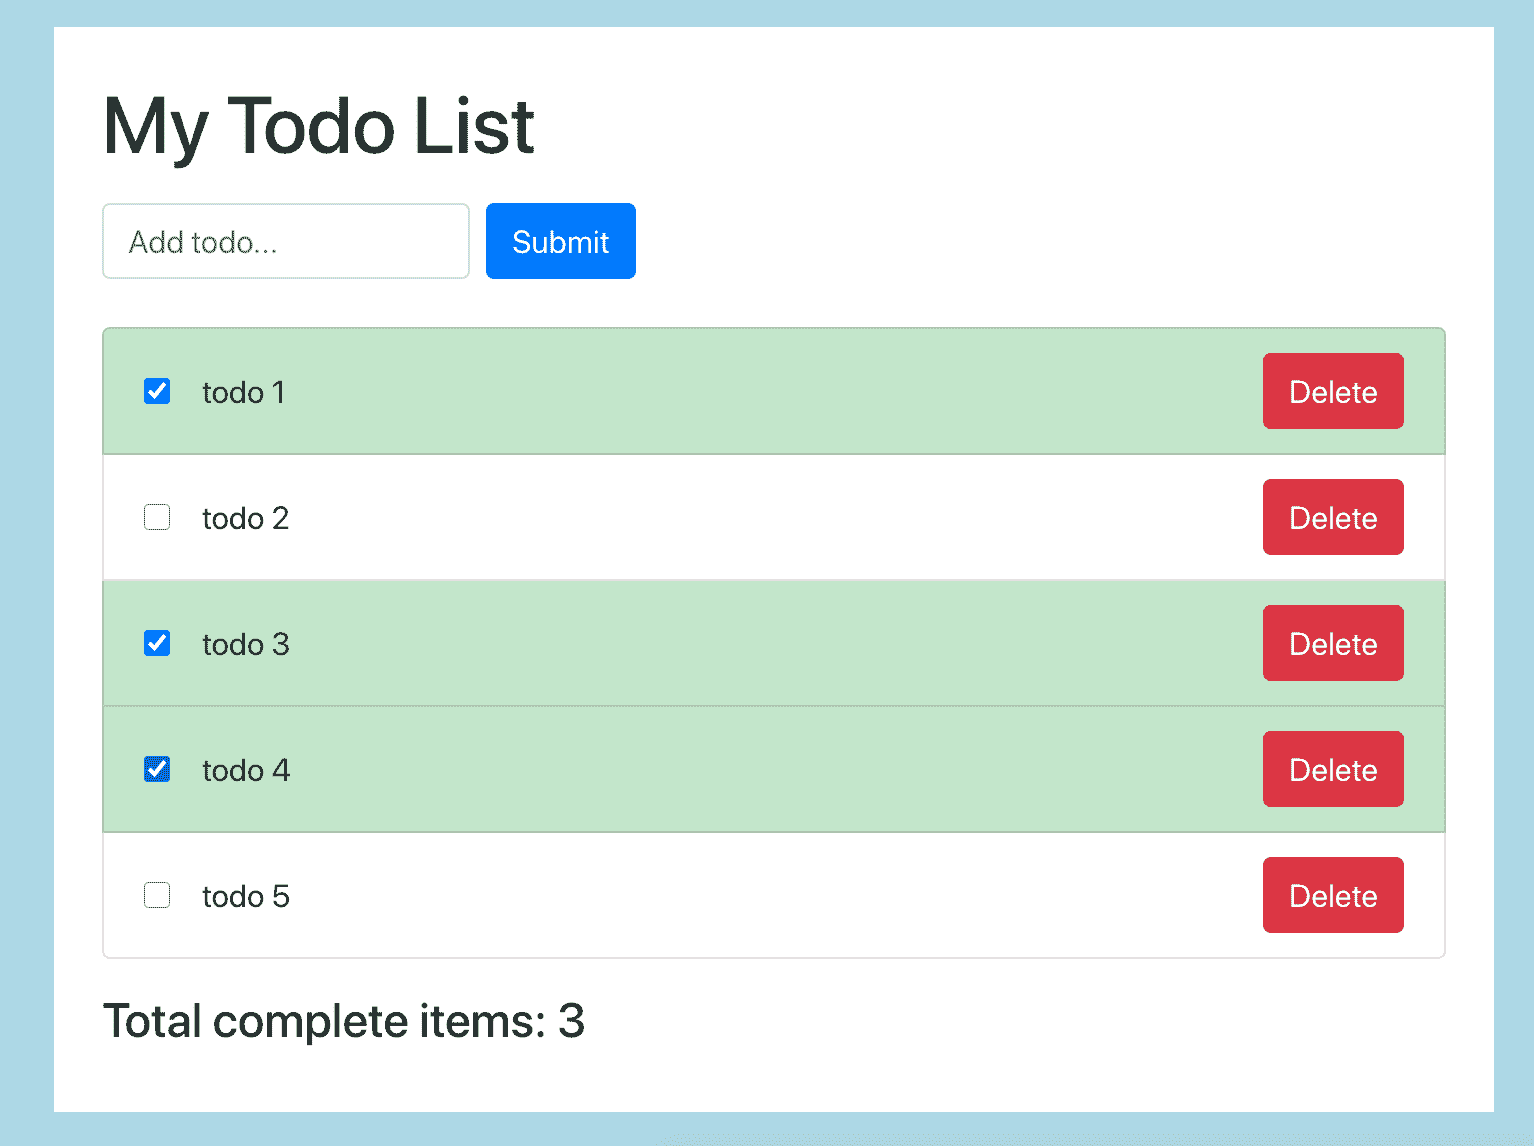 My Todo List
Add todo... Submit
todo 1 Delete
todo 2 Delete
todo 3 Delete
todo 4 Delete
todo 5 Delete
Total complete items: 3